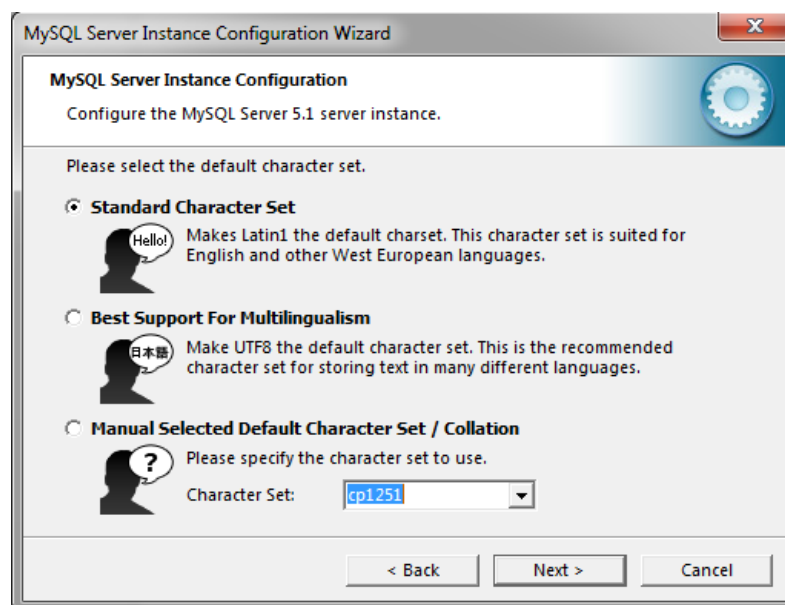 MySQL Server Instance Configuration Wizard
MySQL Server Instance Configuration
Configure the MySQL Server 5.1 server instance.
Please select the default character set.
Standard Character Set
Hello!
Makes Latin1 the default charset. This character set is suited for
English and other West European languages.
Best Support For Multilingualism
日本語
Make UTF8 the default character set. This is the recommended
character set for storing text in many different languages.
Manual Selected Default Character Set / Collation
?
Please specify the character set to use.
Character Set: cp1251
< Back Next > Cancel